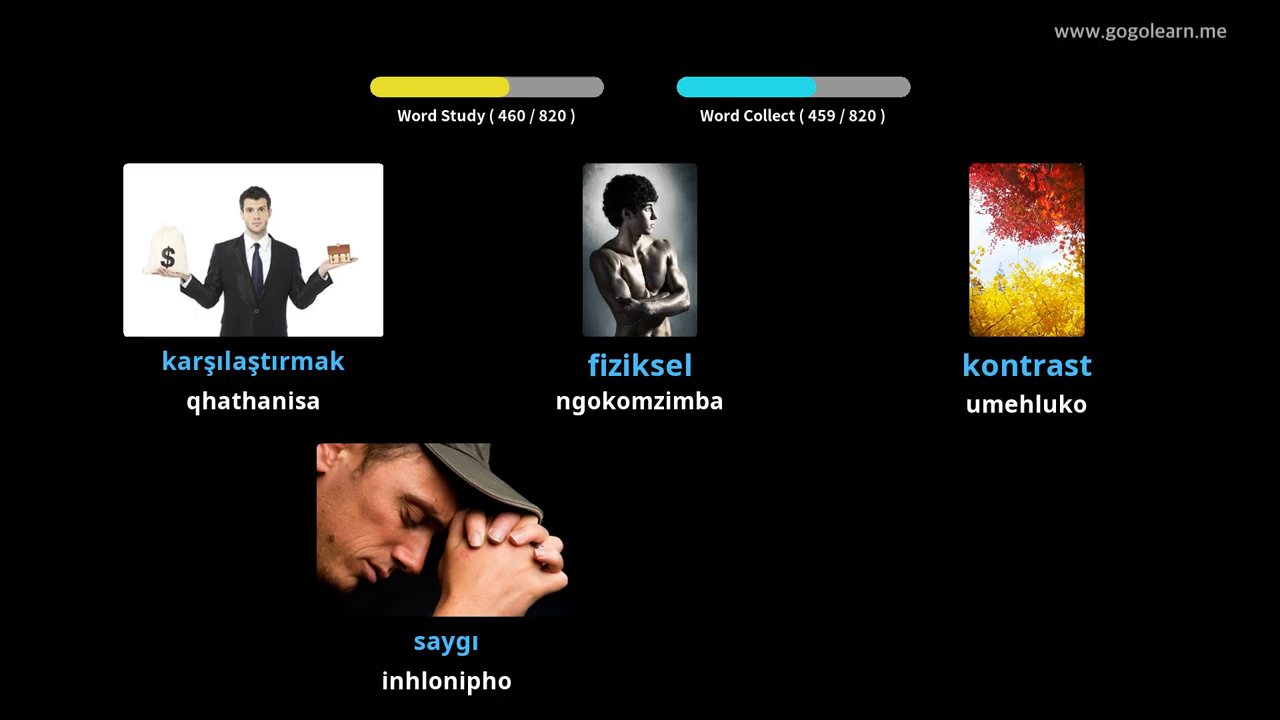 www.gogolearn.me
Word Study ( 460 / 820 )
Word Collect ( 459 / 820 )
$
karşılaştırmak
qhathanisa
fiziksel
ngokomzimba
kontrast
umehluko
saygı
inhlonipho